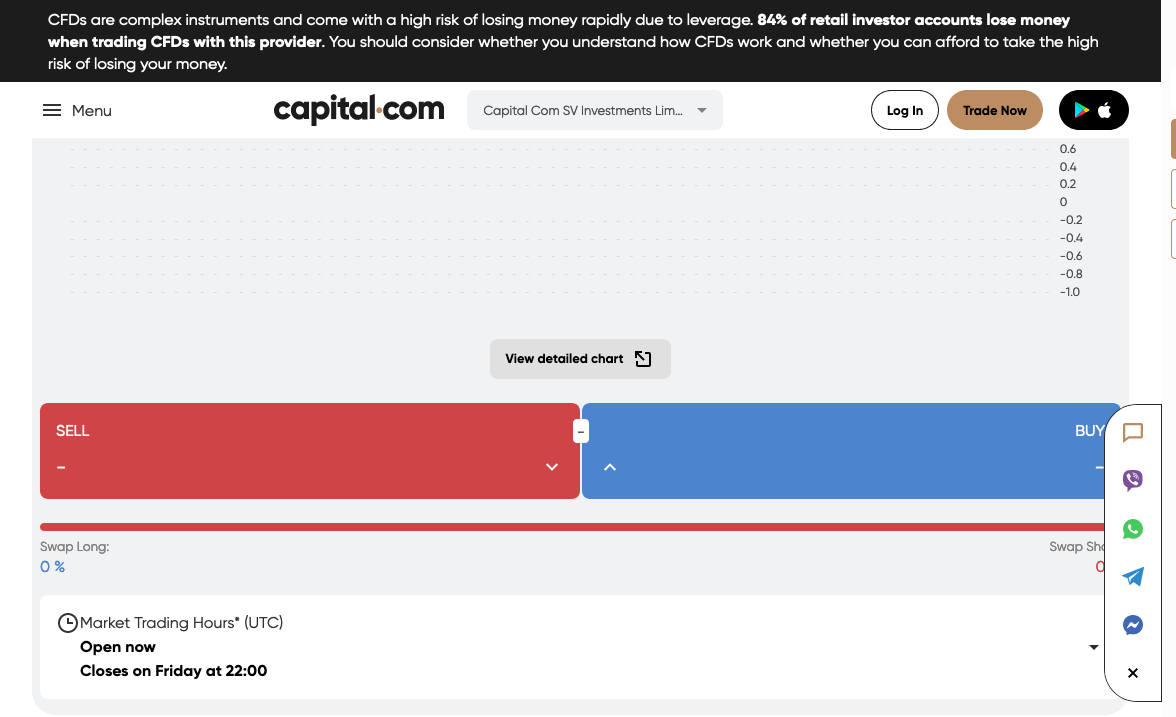 CFDs are complex instruments and come with a high risk of losing money rapidly due to leverage. 84% of retail investor accounts lose money
when trading CFDs with this provider. You should consider whether you understand how CFDs work and whether you can afford to take the high
risk of losing your money.
Menu
capital.com
Capital Com SV Investments Lim...
Log In
Trade Now
0.6
0.4
0.2
0
-0.2
-0.4
-0.6
-0.8
-1.0
View detailed chart
SELL
-
BUY
-
-
-
Swap Long:
Swap Sho
0 %
0
Market Trading Hours* (UTC)
Open now
Closes on Friday at 22:00